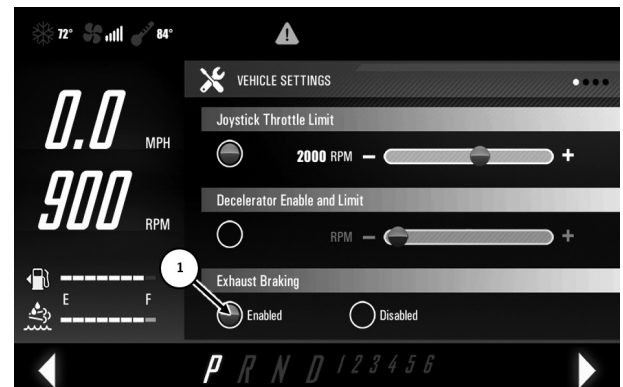 72° 84°
VEHICLE SETTINGS
0.0 MPH
900 RPM
E F
Joystick Throttle Limit
2000 RPM − +
Decelerator Enable and Limit
RPM − +
Exhaust Braking
Enabled Disabled
1
P R N D 1 2 3 4 5 6